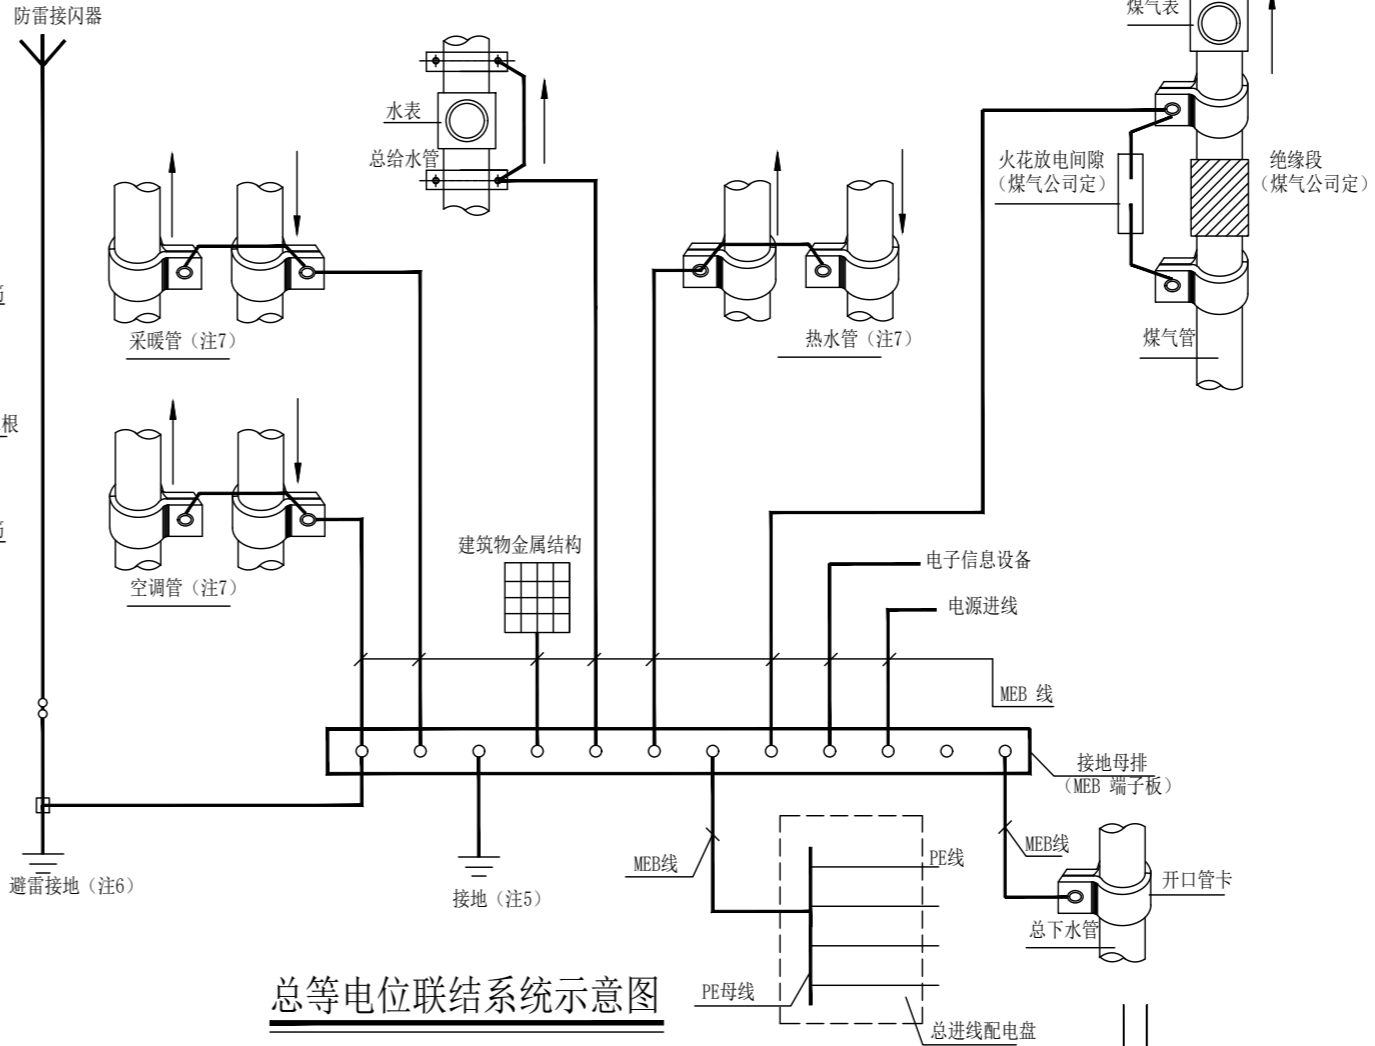 防雷接闪器
煤气表
水表
总给水管
火花放电间隙
（煤气公司定）
绝缘段
（煤气公司定）
采暖管（注7）
热水管（注7）
煤气管
根
空调管（注7）
建筑物金属结构
电子信息设备
电源进线
MEB 线
接地母排
（MEB 端子板）
MEB线
PE线
MEB线
避雷接地（注6）
接地（注5）
开口管卡
总下水管
PE母线
总等电位联结系统示意图
总进线配电盘